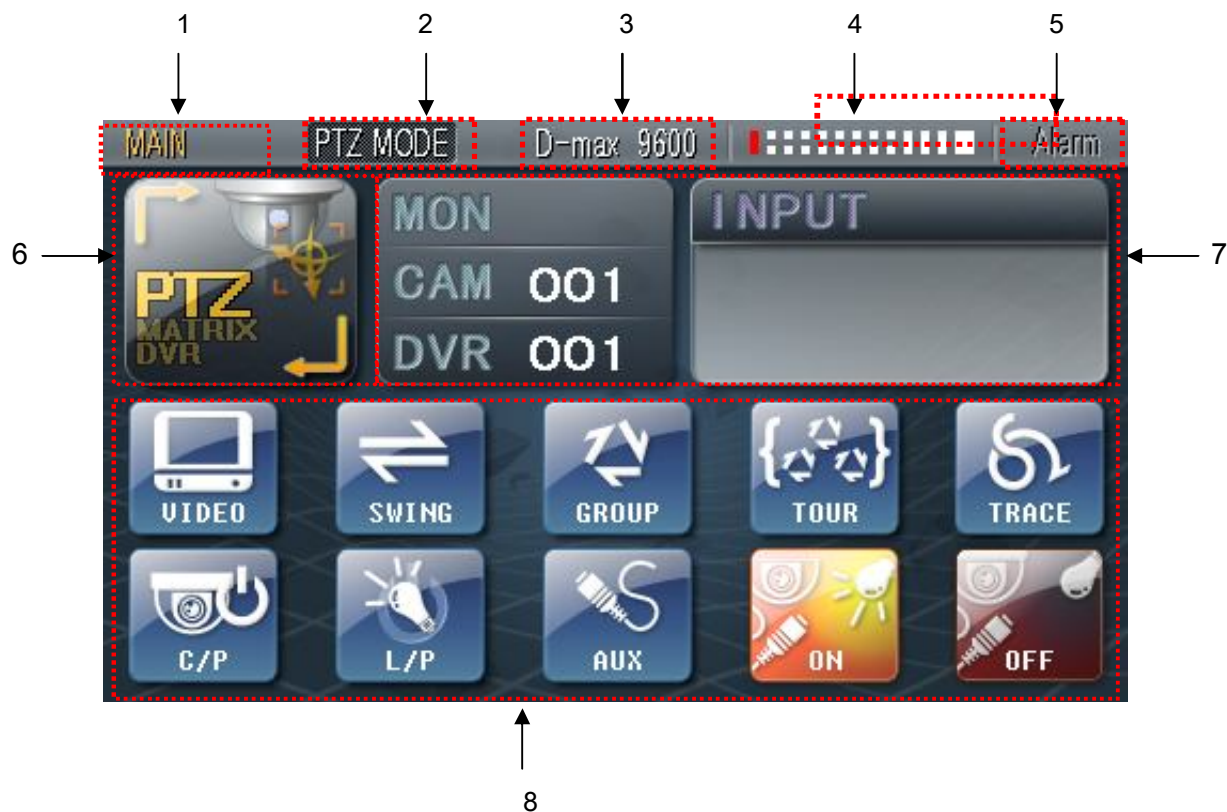 1 2 3 4 5
MAIN PTZ MODE D-max 9600 Alarm
6
PTZ
MATRIX
DVR
MON
CAM 001
DVR 001
INPUT
7
VIDEO SWING GROUP TOUR TRACE
C/P L/P AUX ON OFF
8